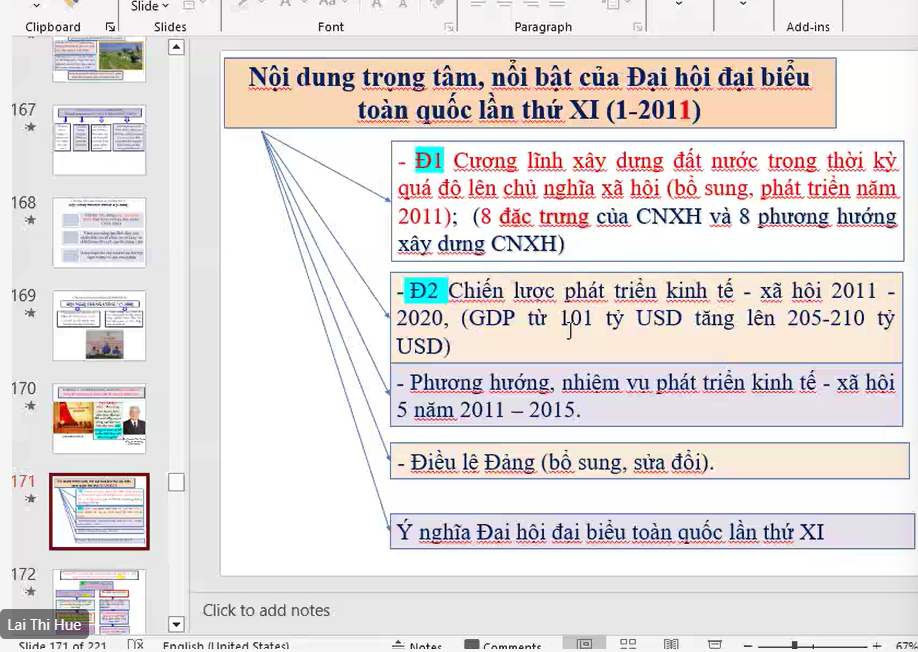 Slide
Clipboard
Slides
Font
Paragraph
Add-ins
167
168
169
170
171
172
Nội dung trọng tâm, nổi bật của Đại hội đại biểu
toàn quốc lần thứ XI (1-2011)
- Đ1 Cương lĩnh xây dựng đất nước trong thời kỳ
quá độ lên chủ nghĩa xã hội (bổ sung, phát triển năm
2011); (8 đặc trưng của CNXH và 8 phương hướng
xây dựng CNXH)
- Đ2 Chiến lược phát triển kinh tế - xã hội 2011 -
2020, (GDP từ 101 tỷ USD tăng lên 205-210 tỷ
USD)
- Phương hướng, nhiệm vụ phát triển kinh tế - xã hội
5 năm 2011 – 2015.
- Điều lệ Đảng (bổ sung, sửa đổi).
Ý nghĩa Đại hội đại biểu toàn quốc lần thứ XI
Click to add notes
Lai Thi Hue
Slide 171 of 221
English (United States)
Notes
Comments
67%